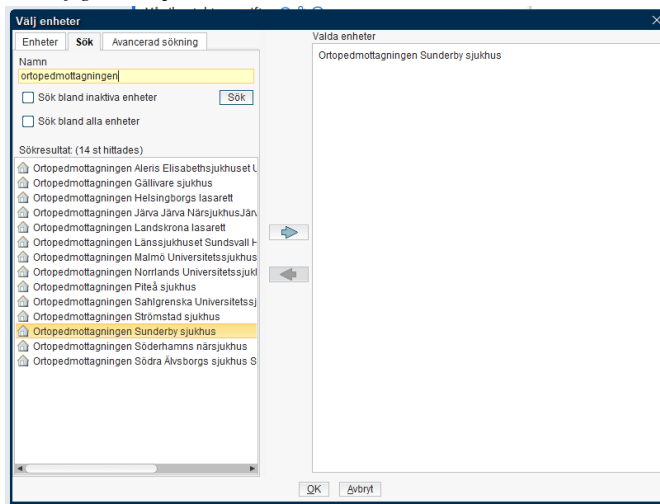 Välj enheter
Enheter Sök Avancerad sökning
Namn
ortopedmottagningen
Sök bland inaktiva enheter Sök
Sök bland alla enheter
Sökresultat: (14 st hittades)
Ortopedmottagningen Aleris Elisabethsjukhuset U
Ortopedmottagningen Gällivare sjukhus
Ortopedmottagningen Helsingborgs lasarett
Ortopedmottagningen Järva Järva NärsjukhusJärv
Ortopedmottagningen Landskrona lasarett
Ortopedmottagningen Länssjukhuset Sundsvall H
Ortopedmottagningen Malmö Universitetssjukhus
Ortopedmottagningen Norrlands Universitetssjukl
Ortopedmottagningen Piteå sjukhus
Ortopedmottagningen Sahlgrenska Universitetssj
Ortopedmottagningen Strömstad sjukhus
Ortopedmottagningen Sunderby sjukhus
Ortopedmottagningen Söderhamns närsjukhus
Ortopedmottagningen Södra Älvsborgs sjukhus S
Valda enheter
Ortopedmottagningen Sunderby sjukhus
OK Avbryt